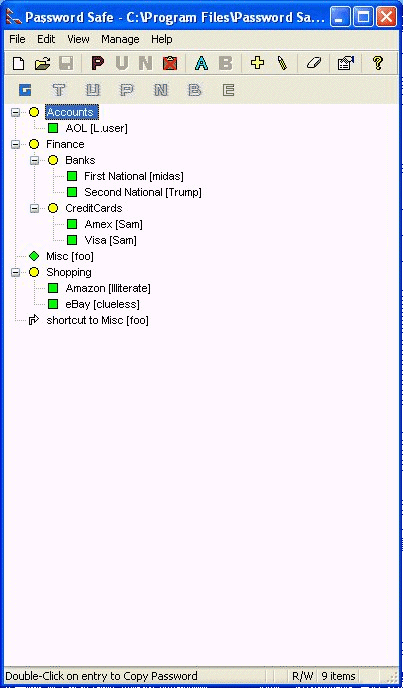 Password Safe - C:\Program Files\Password Sa...
File Edit View Manage Help
P U N A B ?
G T U P N B E
Accounts
AOL [L.user]
Finance
Banks
First National [midas]
Second National [Trump]
CreditCards
Amex [Sam]
Visa [Sam]
Misc [foo]
Shopping
Amazon [Illiterate]
eBay [clueless]
shortcut to Misc [foo]
Double-Click on entry to Copy Password R/W 9 items